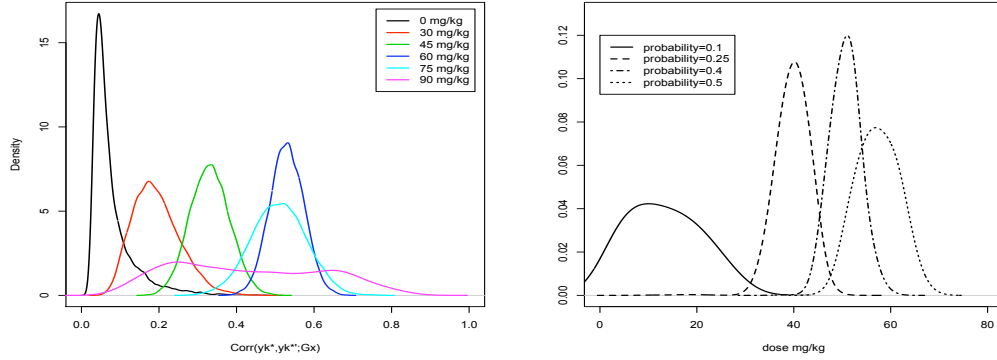 0 mg/kg
30 mg/kg
45 mg/kg
60 mg/kg
75 mg/kg
90 mg/kg
Density
15
10
5
0
0.0 0.2 0.4 0.6 0.8 1.0
Corr(yk*,yk*';Gx)
probability=0.1
probability=0.25
probability=0.4
probability=0.5
0.12
0.10
0.08
0.06
0.04
0.02
0.00
0 20 40 60 80
dose mg/kg